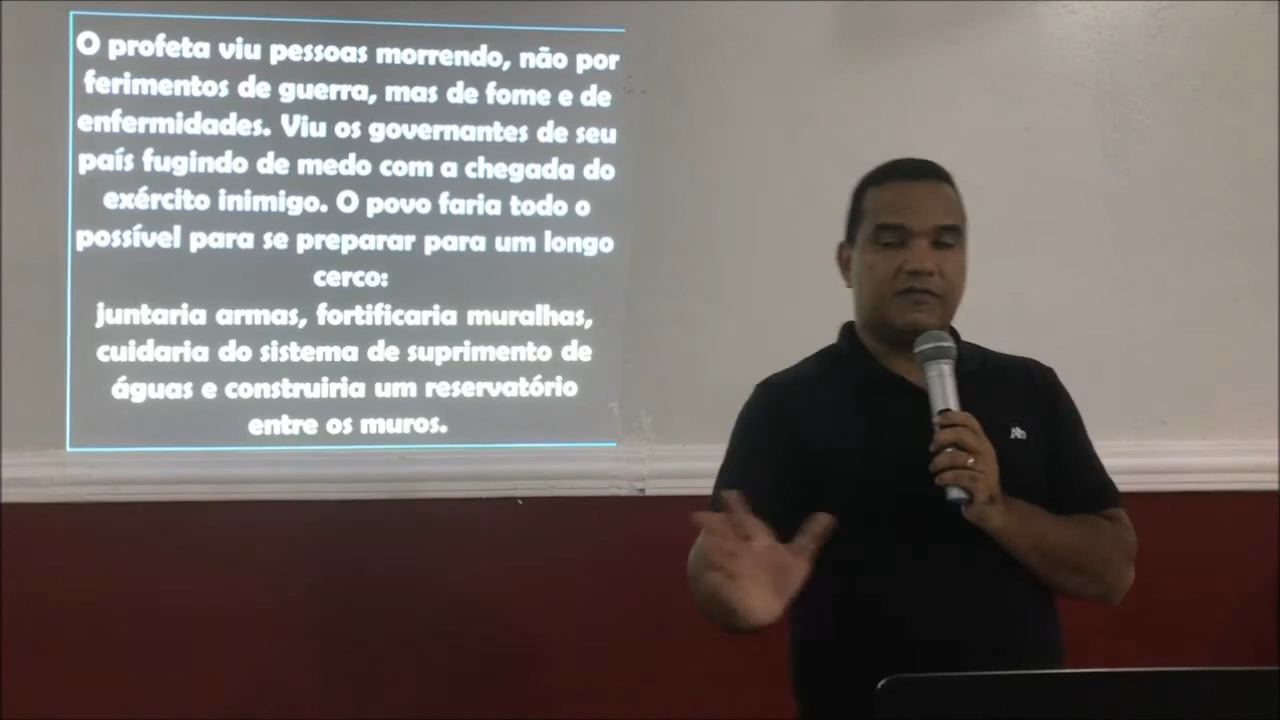 O profeta viu pessoas morrendo, não por
ferimentos de guerra, mas de fome e de
enfermidades. Viu os governantes de seu
país fugindo de medo com a chegada do
exército inimigo. O povo faria todo o
possível para se preparar para um longo
cerco:
juntaria armas, fortificaria muralhas,
cuidaria do sistema de suprimento de
águas e construiria um reservatório
entre os muros.